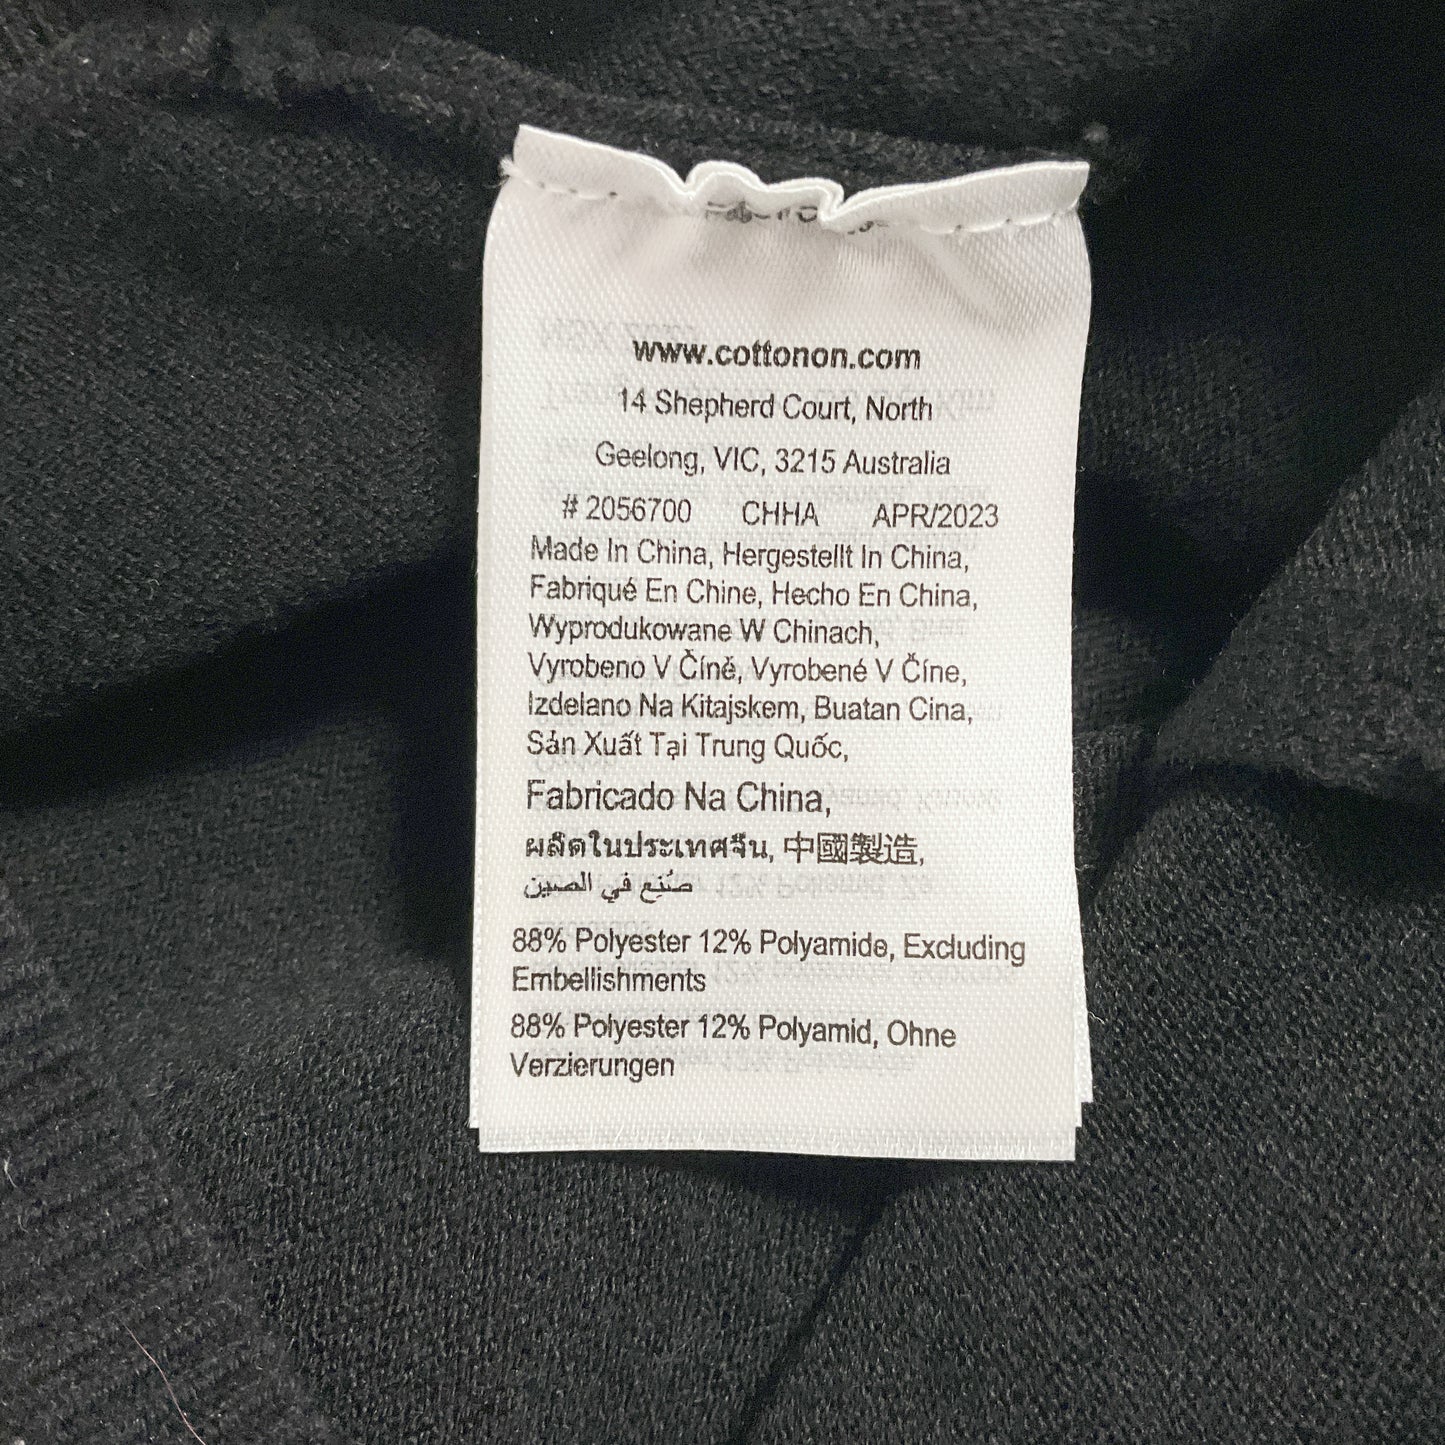 www.cottonon.com
14 Shepherd Court, North
Geelong, VIC, 3215 Australia
# 2056700 CHHA APR/2023
Made In China, Hergestellt In China,
Fabriqué En Chine, Hecho En China,
Wyprodukowane W Chinach,
Vyrobeno V Číně, Vyrobené V Číne,
Izdelano Na Kitajskem, Buatan Cina,
Sản Xuất Tại Trung Quốc,
Fabricado Na China,
ผลิตในประเทศจีน, 中國製造,
صُنِع في الصين
88% Polyester 12% Polyamide, Excluding
Embellishments
88% Polyester 12% Polyamid, Ohne
Verzierungen